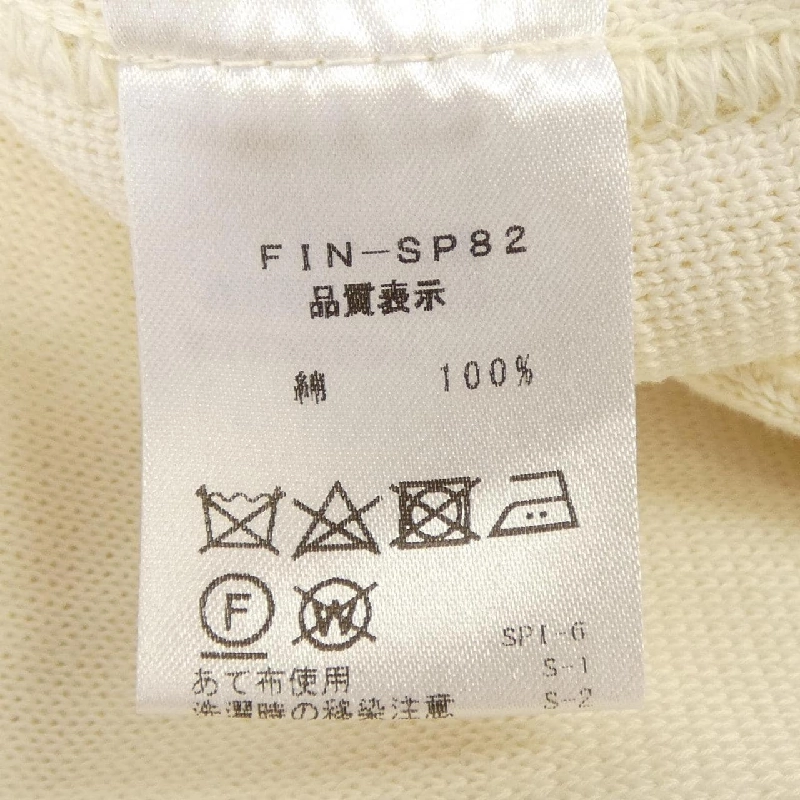 FIN-SP82
品質表示
綿 100%
F W
SPI-6
S-1
あて布使用
S-2
洗濯時の移染注意